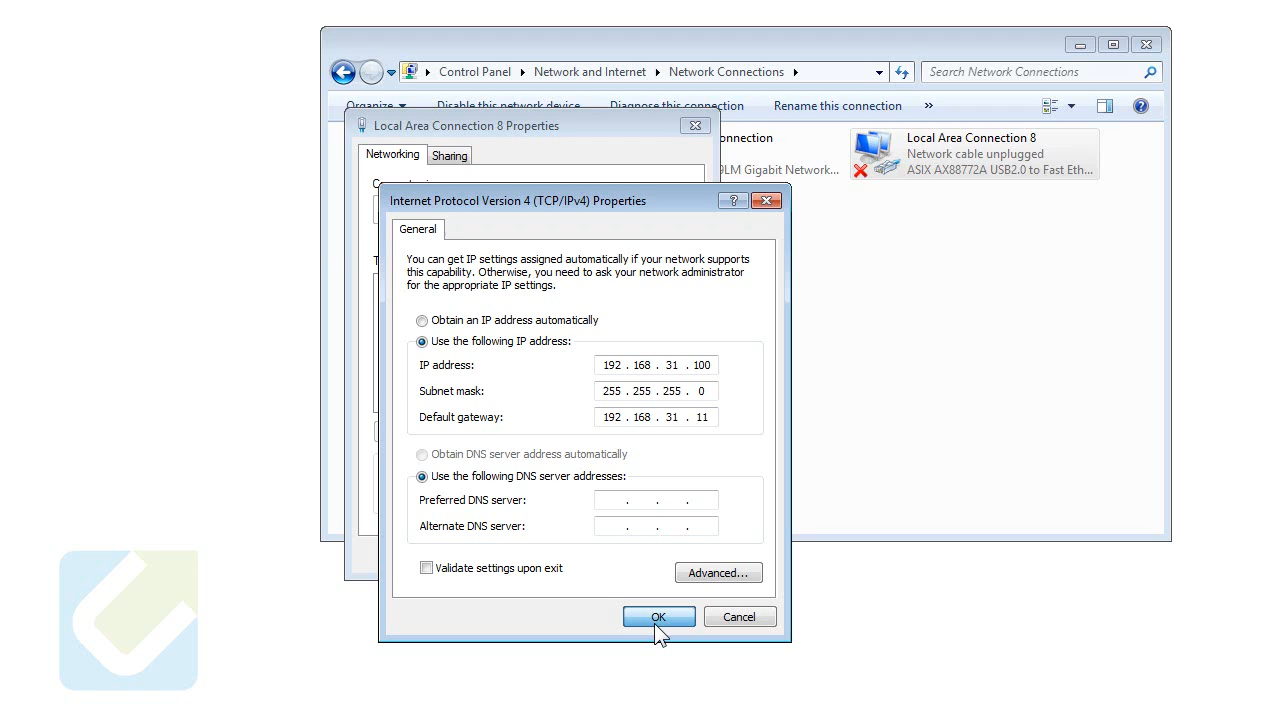 Control Panel Network and Internet Network Connections
Search Network Connections
Organize Disable this network device Diagnose this connection Rename this connection »
Local Area Connection 8 Properties
Networking Sharing
onnection
9LM Gigabit Network...
Local Area Connection 8
Network cable unplugged
ASIX AX88772A USB2.0 to Fast Eth...
Internet Protocol Version 4 (TCP/IPv4) Properties
General
You can get IP settings assigned automatically if your network supports
this capability. Otherwise, you need to ask your network administrator
for the appropriate IP settings.
Obtain an IP address automatically
Use the following IP address:
IP address: 192 . 168 . 31 . 100
Subnet mask: 255 . 255 . 255 . 0
Default gateway: 192 . 168 . 31 . 11
Obtain DNS server address automatically
Use the following DNS server addresses:
Preferred DNS server: . . .
Alternate DNS server: . . .
Validate settings upon exit
Advanced...
OK Cancel